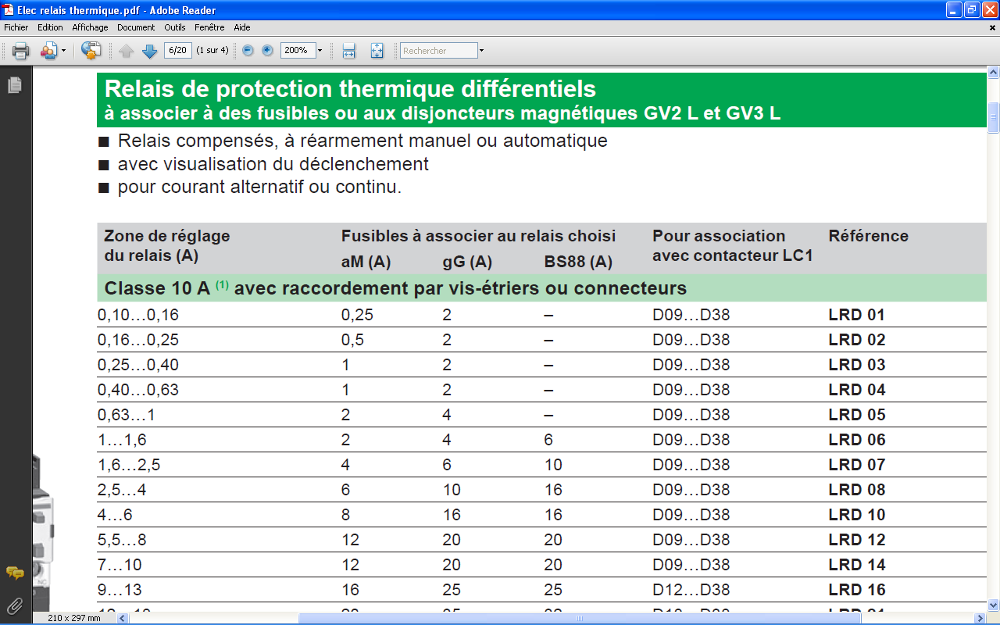 Elec relais thermique.pdf - Adobe Reader
Fichier Edition Affichage Document Outils Fenêtre Aide
6/20 (1 sur 4) 200% Rechercher
Relais de protection thermique différentiels
à associer à des fusibles ou aux disjoncteurs magnétiques GV2 L et GV3 L
■ Relais compensés, à réarmement manuel ou automatique
■ avec visualisation du déclenchement
■ pour courant alternatif ou continu.
Zone de réglage Fusibles à associer au relais choisi Pour association Référence
du relais (A) aM (A) gG (A) BS88 (A) avec contacteur LC1
Classe 10 A (1) avec raccordement par vis-étriers ou connecteurs
0,10…0,16 0,25 2 – D09…D38 LRD 01
0,16…0,25 0,5 2 – D09…D38 LRD 02
0,25…0,40 1 2 – D09…D38 LRD 03
0,40…0,63 1 2 – D09…D38 LRD 04
0,63…1 2 4 – D09…D38 LRD 05
1…1,6 2 4 6 D09…D38 LRD 06
1,6…2,5 4 6 10 D09…D38 LRD 07
2,5…4 6 10 16 D09…D38 LRD 08
4…6 8 16 16 D09…D38 LRD 10
5,5…8 12 20 20 D09…D38 LRD 12
7…10 12 20 20 D09…D38 LRD 14
9…13 16 25 25 D12…D38 LRD 16
210 x 297 mm